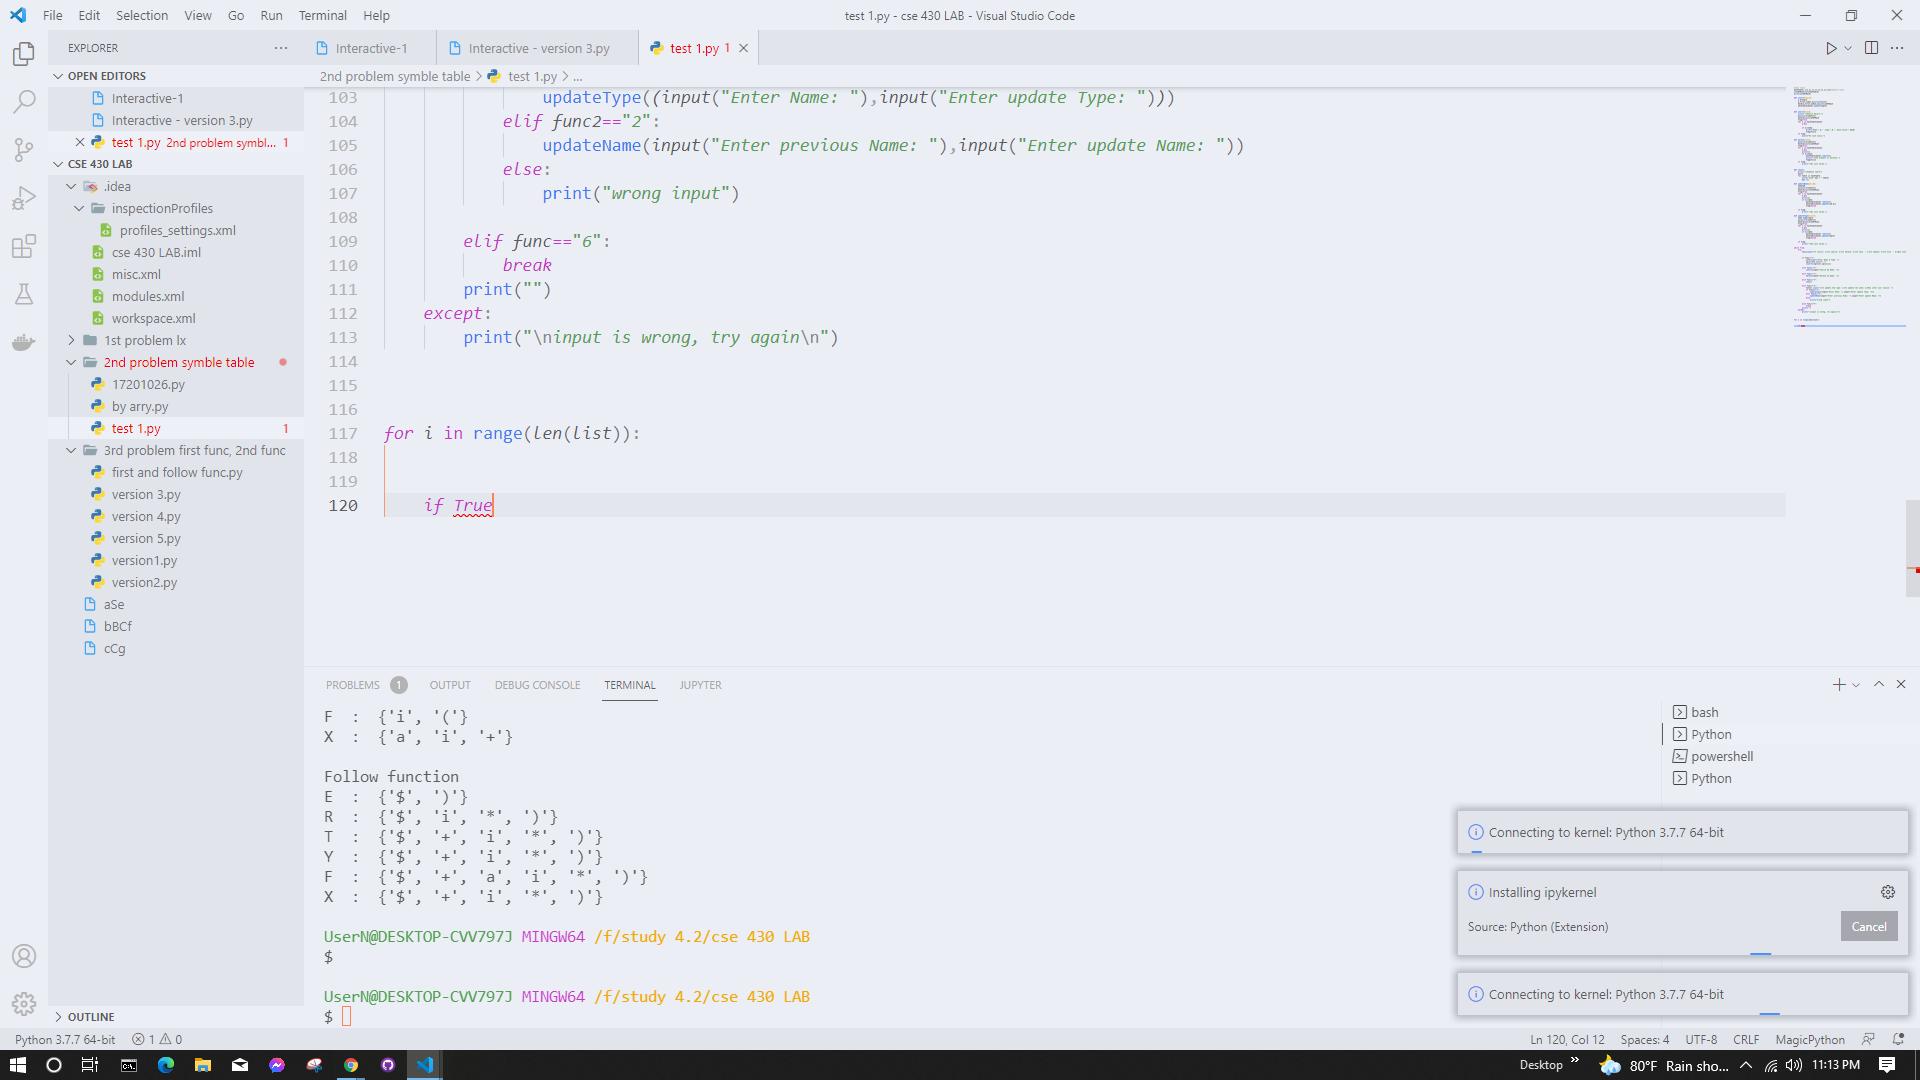 File Edit Selection View Go Run Terminal Help
test 1.py - cse 430 LAB - Visual Studio Code
EXPLORER
Interactive-1
Interactive - version 3.py
test 1.py 1
OPEN EDITORS
Interactive-1
Interactive - version 3.py
test 1.py 2nd problem symbl... 1
CSE 430 LAB
.idea
inspectionProfiles
profiles_settings.xml
cse 430 LAB.iml
misc.xml
modules.xml
workspace.xml
1st problem lx
2nd problem symble table
17201026.py
by arry.py
test 1.py 1
3rd problem first func, 2nd func
first and follow func.py
version 3.py
version 4.py
version 5.py
version1.py
version2.py
aSe
bBCf
cCg
OUTLINE
2nd problem symble table > test 1.py > ...
103 updateType((input("Enter Name: "),input("Enter update Type: ")))
104 elif func2=="2":
105 updateName(input("Enter previous Name: "),input("Enter update Name: "))
106 else:
107 print("wrong input")
108
109 elif func=="6":
110 break
111 print("")
112 except:
113 print("\ninput is wrong, try again\n")
114
115
116
117 for i in range(len(list)):
118
119
120 if True
PROBLEMS 1 OUTPUT DEBUG CONSOLE TERMINAL JUPYTER
F : {'i', '('}
X : {'a', 'i', '+'}
Follow function
E : {'$', ')'}
R : {'$', 'i', '*', ')'}
T : {'$', '+', 'i', '*', ')'}
Y : {'$', '+', 'i', '*', ')'}
F : {'$', '+', 'a', 'i', '*', ')'}
X : {'$', '+', 'i', '*', ')'}
UserN@DESKTOP-CVV797J MINGW64 /f/study 4.2/cse 430 LAB
$
UserN@DESKTOP-CVV797J MINGW64 /f/study 4.2/cse 430 LAB
$
bash
Python
powershell
Python
Connecting to kernel: Python 3.7.7 64-bit
Installing ipykernel
Source: Python (Extension)
Cancel
Connecting to kernel: Python 3.7.7 64-bit
Python 3.7.7 64-bit 1 0
Ln 120, Col 12 Spaces: 4 UTF-8 CRLF MagicPython
Desktop 80°F Rain sho... 11:13 PM